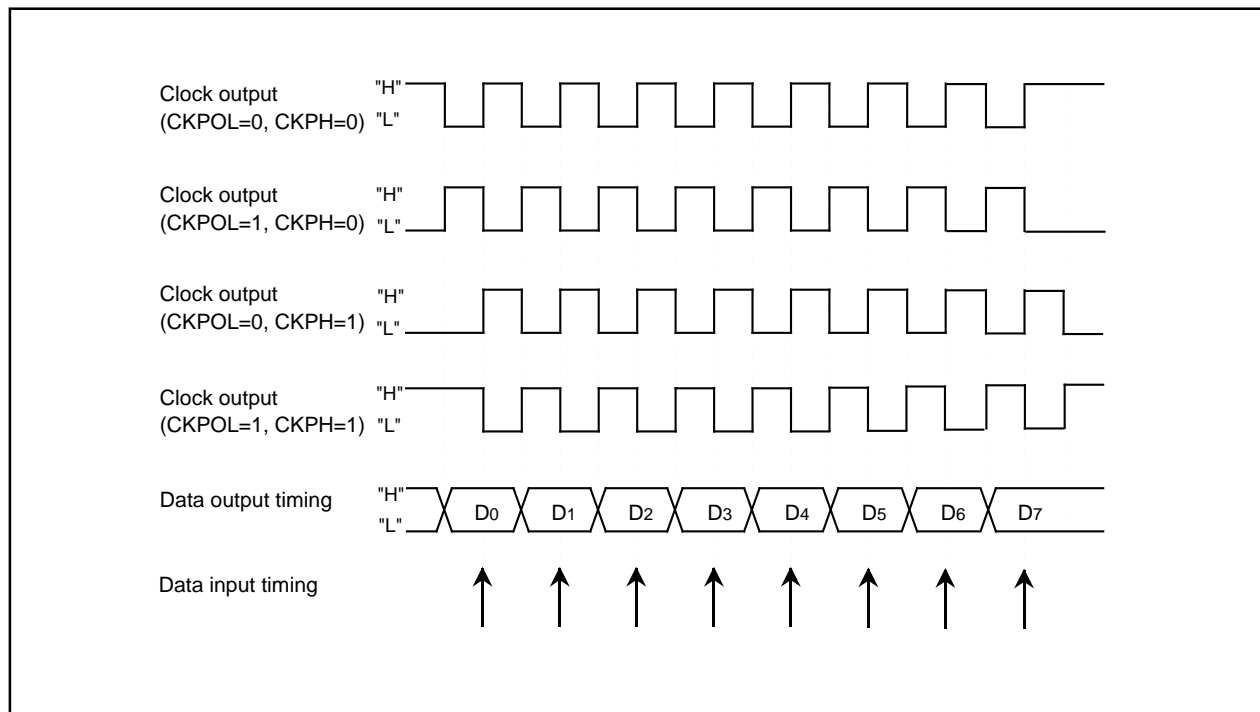 Clock output
(CKPOL=0, CKPH=0)
"H"
"L"
Clock output
(CKPOL=1, CKPH=0)
"H"
"L"
Clock output
(CKPOL=0, CKPH=1)
"H"
"L"
Clock output
(CKPOL=1, CKPH=1)
"H"
"L"
Data output timing
"H"
"L"
D0 D1 D2 D3 D4 D5 D6 D7
Data input timing